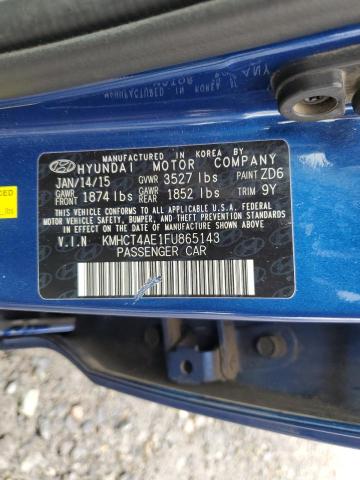 MANUFACTURED IN KOREA BY
HYUNDAI MOTOR COMPANY
JAN/14/15 GVWR 3527 lbs PAINT ZD6
GAWR FRONT 1874 lbs GAWR REAR 1852 lbs TRIM 9Y
THIS VEHICLE CONFORMS TO ALL APPLICABLE U.S. FEDERAL MOTOR
VEHICLE SAFETY, BUMPER, AND THEFT PREVENTION STANDARDS
IN EFFECT ON THE DATE OF MANUFACTURE SHOWN ABOVE.
V.I.N KMHCT4AE1FU865143
PASSENGER CAR
lbs